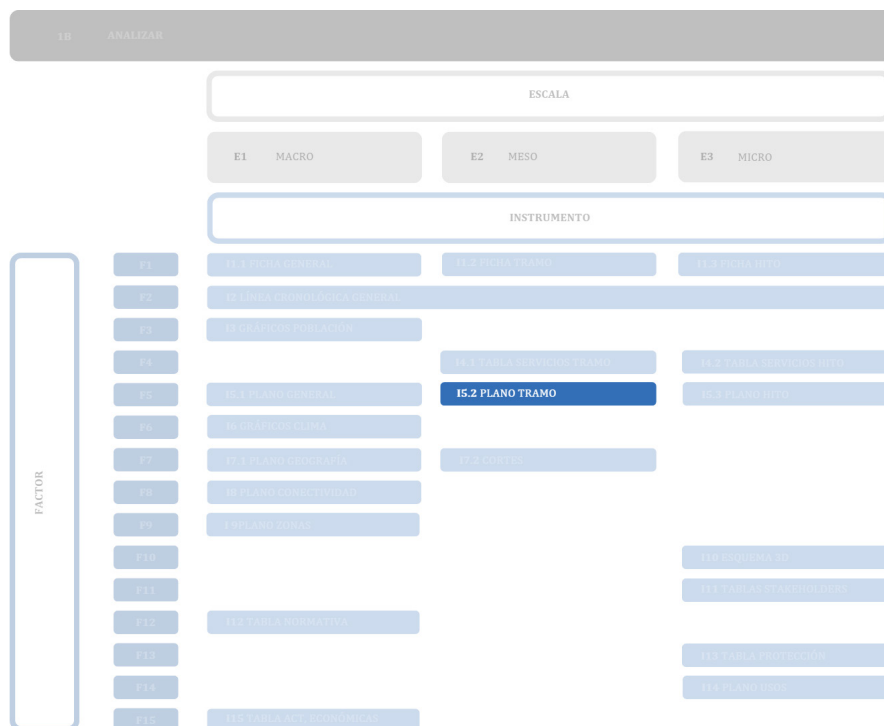 1B ANALIZAR
ESCALA
E1 MACRO E2 MESO E3 MICRO
INSTRUMENTO
FACTOR
F1 I1.1 FICHA GENERAL I1.2 FICHA TRAMO I1.3 FICHA HITO
F2 I2 LÍNEA CRONOLÓGICA GENERAL
F3 I3 GRÁFICOS POBLACIÓN
F4 I4.1 TABLA SERVICIOS TRAMO I4.2 TABLA SERVICIOS HITO
F5 I5.1 PLANO GENERAL I5.2 PLANO TRAMO I5.3 PLANO HITO
F6 I6 GRÁFICOS CLIMA
F7 I7.1 PLANO GEOGRAFÍA I7.2 CORTES
F8 I8 PLANO CONECTIVIDAD
F9 I 9PLANO ZONAS
F10 I10 ESQUEMA 3D
F11 I11 TABLAS STAKEHOLDERS
F12 I12 TABLA NORMATIVA
F13 I13 TABLA PROTECCIÓN
F14 I14 PLANO USOS
F15 I15 TABLA ACT. ECONÓMICAS